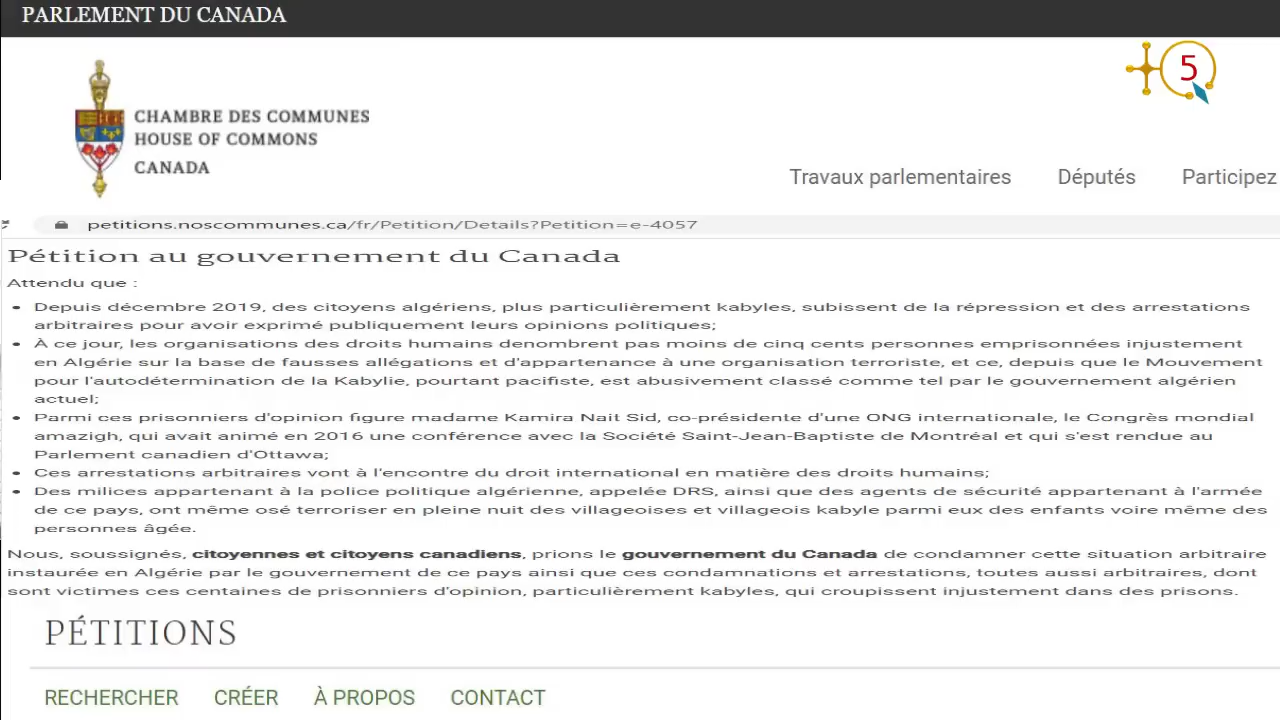 PARLEMENT DU CANADA
5
CHAMBRE DES COMMUNES
HOUSE OF COMMONS
CANADA
Travaux parlementaires Députés Participez
petitions.noscommunes.ca/fr/Petition/Details?Petition=e-4057
Pétition au gouvernement du Canada
Attendu que :
• Depuis décembre 2019, des citoyens algériens, plus particulièrement kabyles, subissent de la répression et des arrestations
arbitraires pour avoir exprimé publiquement leurs opinions politiques;
• À ce jour, les organisations des droits humains denombrent pas moins de cinq cents personnes emprisonnées injustement
en Algérie sur la base de fausses allégations et d'appartenance à une organisation terroriste, et ce, depuis que le Mouvement
pour l'autodétermination de la Kabylie, pourtant pacifiste, est abusivement classé comme tel par le gouvernement algérien
actuel;
• Parmi ces prisonniers d'opinion figure madame Kamira Nait Sid, co-présidente d'une ONG internationale, le Congrès mondial
amazigh, qui avait animé en 2016 une conférence avec la Société Saint-Jean-Baptiste de Montréal et qui s'est rendue au
Parlement canadien d'Ottawa;
• Ces arrestations arbitraires vont à l'encontre du droit international en matière des droits humains;
• Des milices appartenant à la police politique algérienne, appelée DRS, ainsi que des agents de sécurité appartenant à l'armée
de ce pays, ont même osé terroriser en pleine nuit des villageoises et villageois kabyle parmi eux des enfants voire même des
personnes âgée.
Nous, soussignés, citoyennes et citoyens canadiens, prions le gouvernement du Canada de condamner cette situation arbitraire
instaurée en Algérie par le gouvernement de ce pays ainsi que ces condamnations et arrestations, toutes aussi arbitraires, dont
sont victimes ces centaines de prisonniers d'opinion, particulièrement kabyles, qui croupissent injustement dans des prisons.
PÉTITIONS
RECHERCHER CRÉER À PROPOS CONTACT